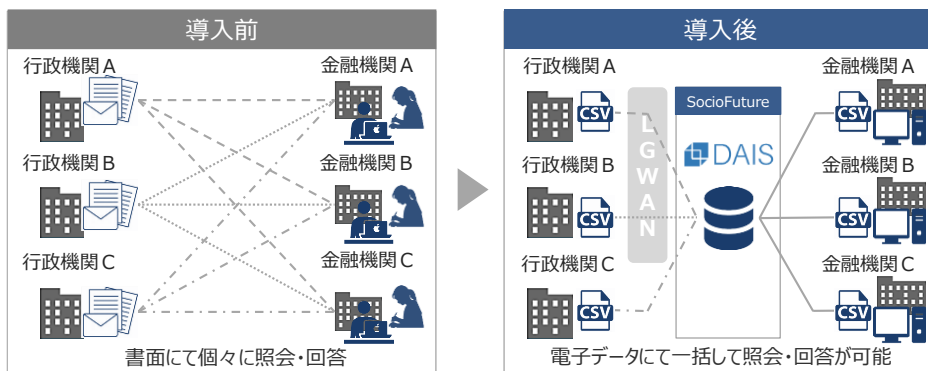 導入前
行政機関A
金融機関A
行政機関B
金融機関B
行政機関C
金融機関C
書面にて個々に照会・回答
導入後
行政機関A
CSV
行政機関B
CSV
行政機関C
CSV
LGWAN
SocioFuture
DAIS
金融機関A
CSV
金融機関B
CSV
金融機関C
CSV
電子データにて一括して照会・回答が可能